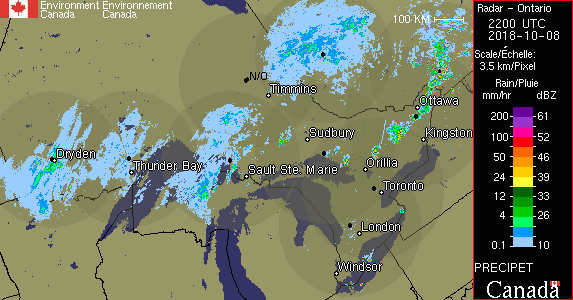 Environment Environnement
Canada Canada
100 KM
N/O
Timmins
Ottawa
Sudbury
Kingston
Dryden
Thunder Bay
Sault Ste. Marie
Orillia
Toronto
London
Windsor
Radar - Ontario
2200 UTC
2018-10-08
Scale/Échelle:
3.5 km/Pixel
Rain/Pluie
mm/hr dBZ
200 61
100 52
50 46
24 39
12 33
4 26
0.1 10
PRECIPET
Canada